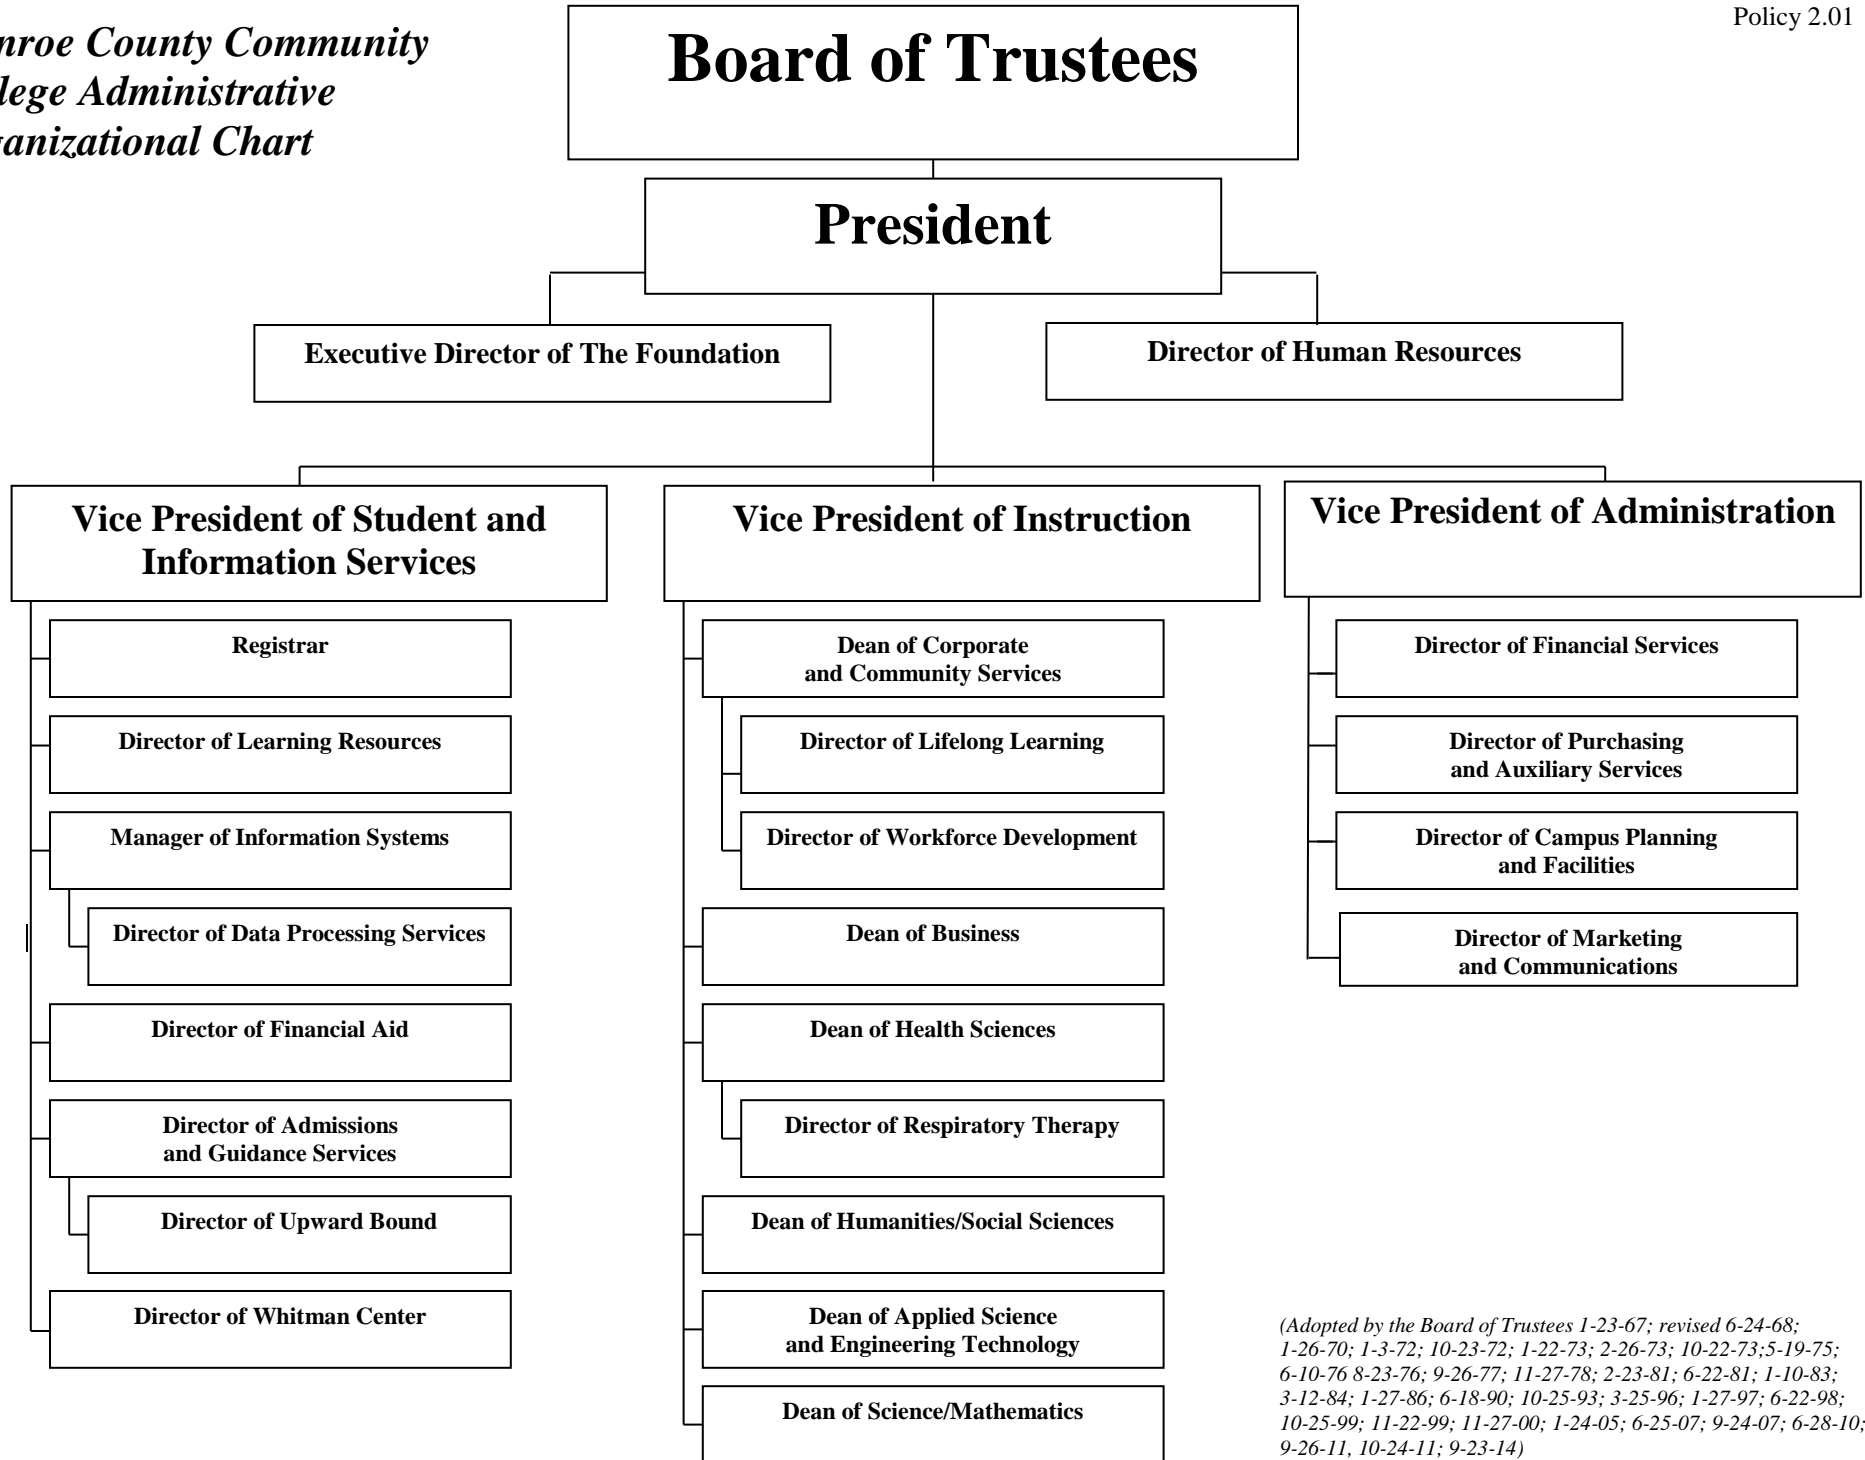 nroe County Community
lege Administrative
anizational Chart
Policy 2.01
Board of Trustees
President
Executive Director of The Foundation
Director of Human Resources
Vice President of Student and
Information Services
Registrar
Director of Learning Resources
Manager of Information Systems
Director of Data Processing Services
Director of Financial Aid
Director of Admissions
and Guidance Services
Director of Upward Bound
Director of Whitman Center
Vice President of Instruction
Dean of Corporate
and Community Services
Director of Lifelong Learning
Director of Workforce Development
Dean of Business
Dean of Health Sciences
Director of Respiratory Therapy
Dean of Humanities/Social Sciences
Dean of Applied Science
and Engineering Technology
Dean of Science/Mathematics
Vice President of Administration
Director of Financial Services
Director of Purchasing
and Auxiliary Services
Director of Campus Planning
and Facilities
Director of Marketing
and Communications
(Adopted by the Board of Trustees 1-23-67; revised 6-24-68;
1-26-70; 1-3-72; 10-23-72; 1-22-73; 2-26-73; 10-22-73;5-19-75;
6-10-76 8-23-76; 9-26-77; 11-27-78; 2-23-81; 6-22-81; 1-10-83;
3-12-84; 1-27-86; 6-18-90; 10-25-93; 3-25-96; 1-27-97; 6-22-98;
10-25-99; 11-22-99; 11-27-00; 1-24-05; 6-25-07; 9-24-07; 6-28-10;
9-26-11, 10-24-11; 9-23-14)